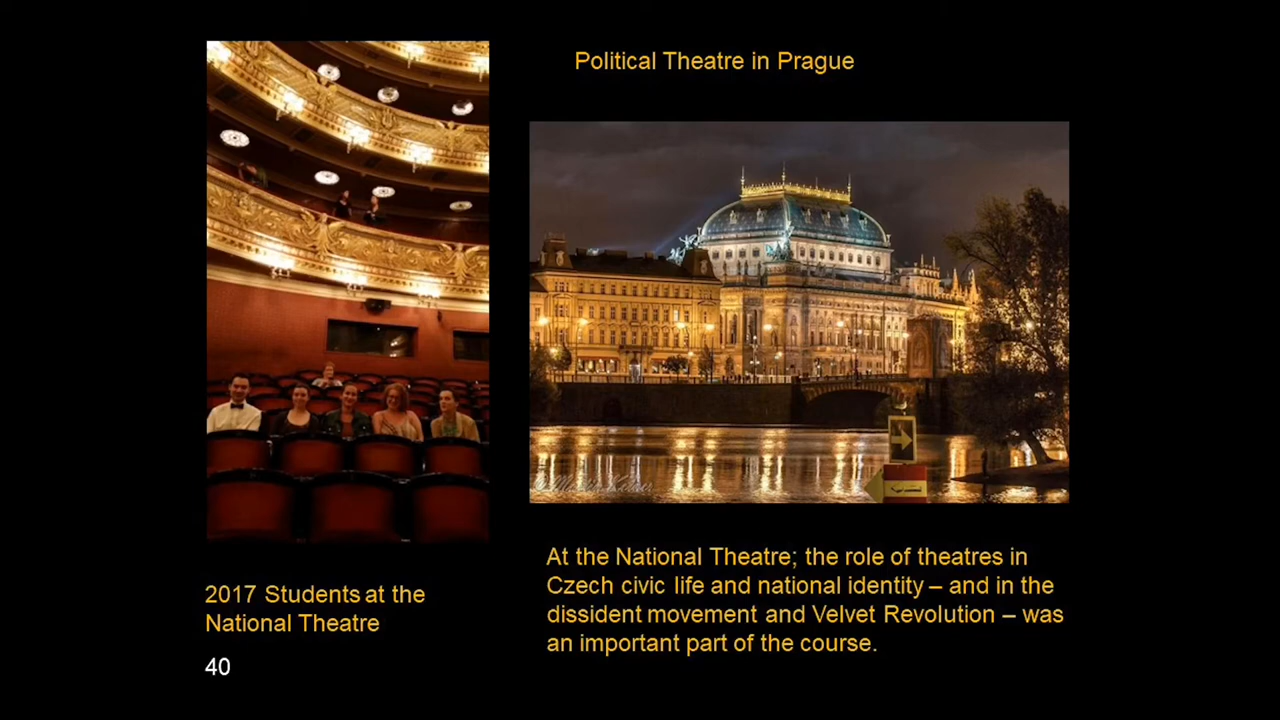 Political Theatre in Prague
At the National Theatre; the role of theatres in
Czech civic life and national identity – and in the
dissident movement and Velvet Revolution – was
an important part of the course.
2017 Students at the
National Theatre
40